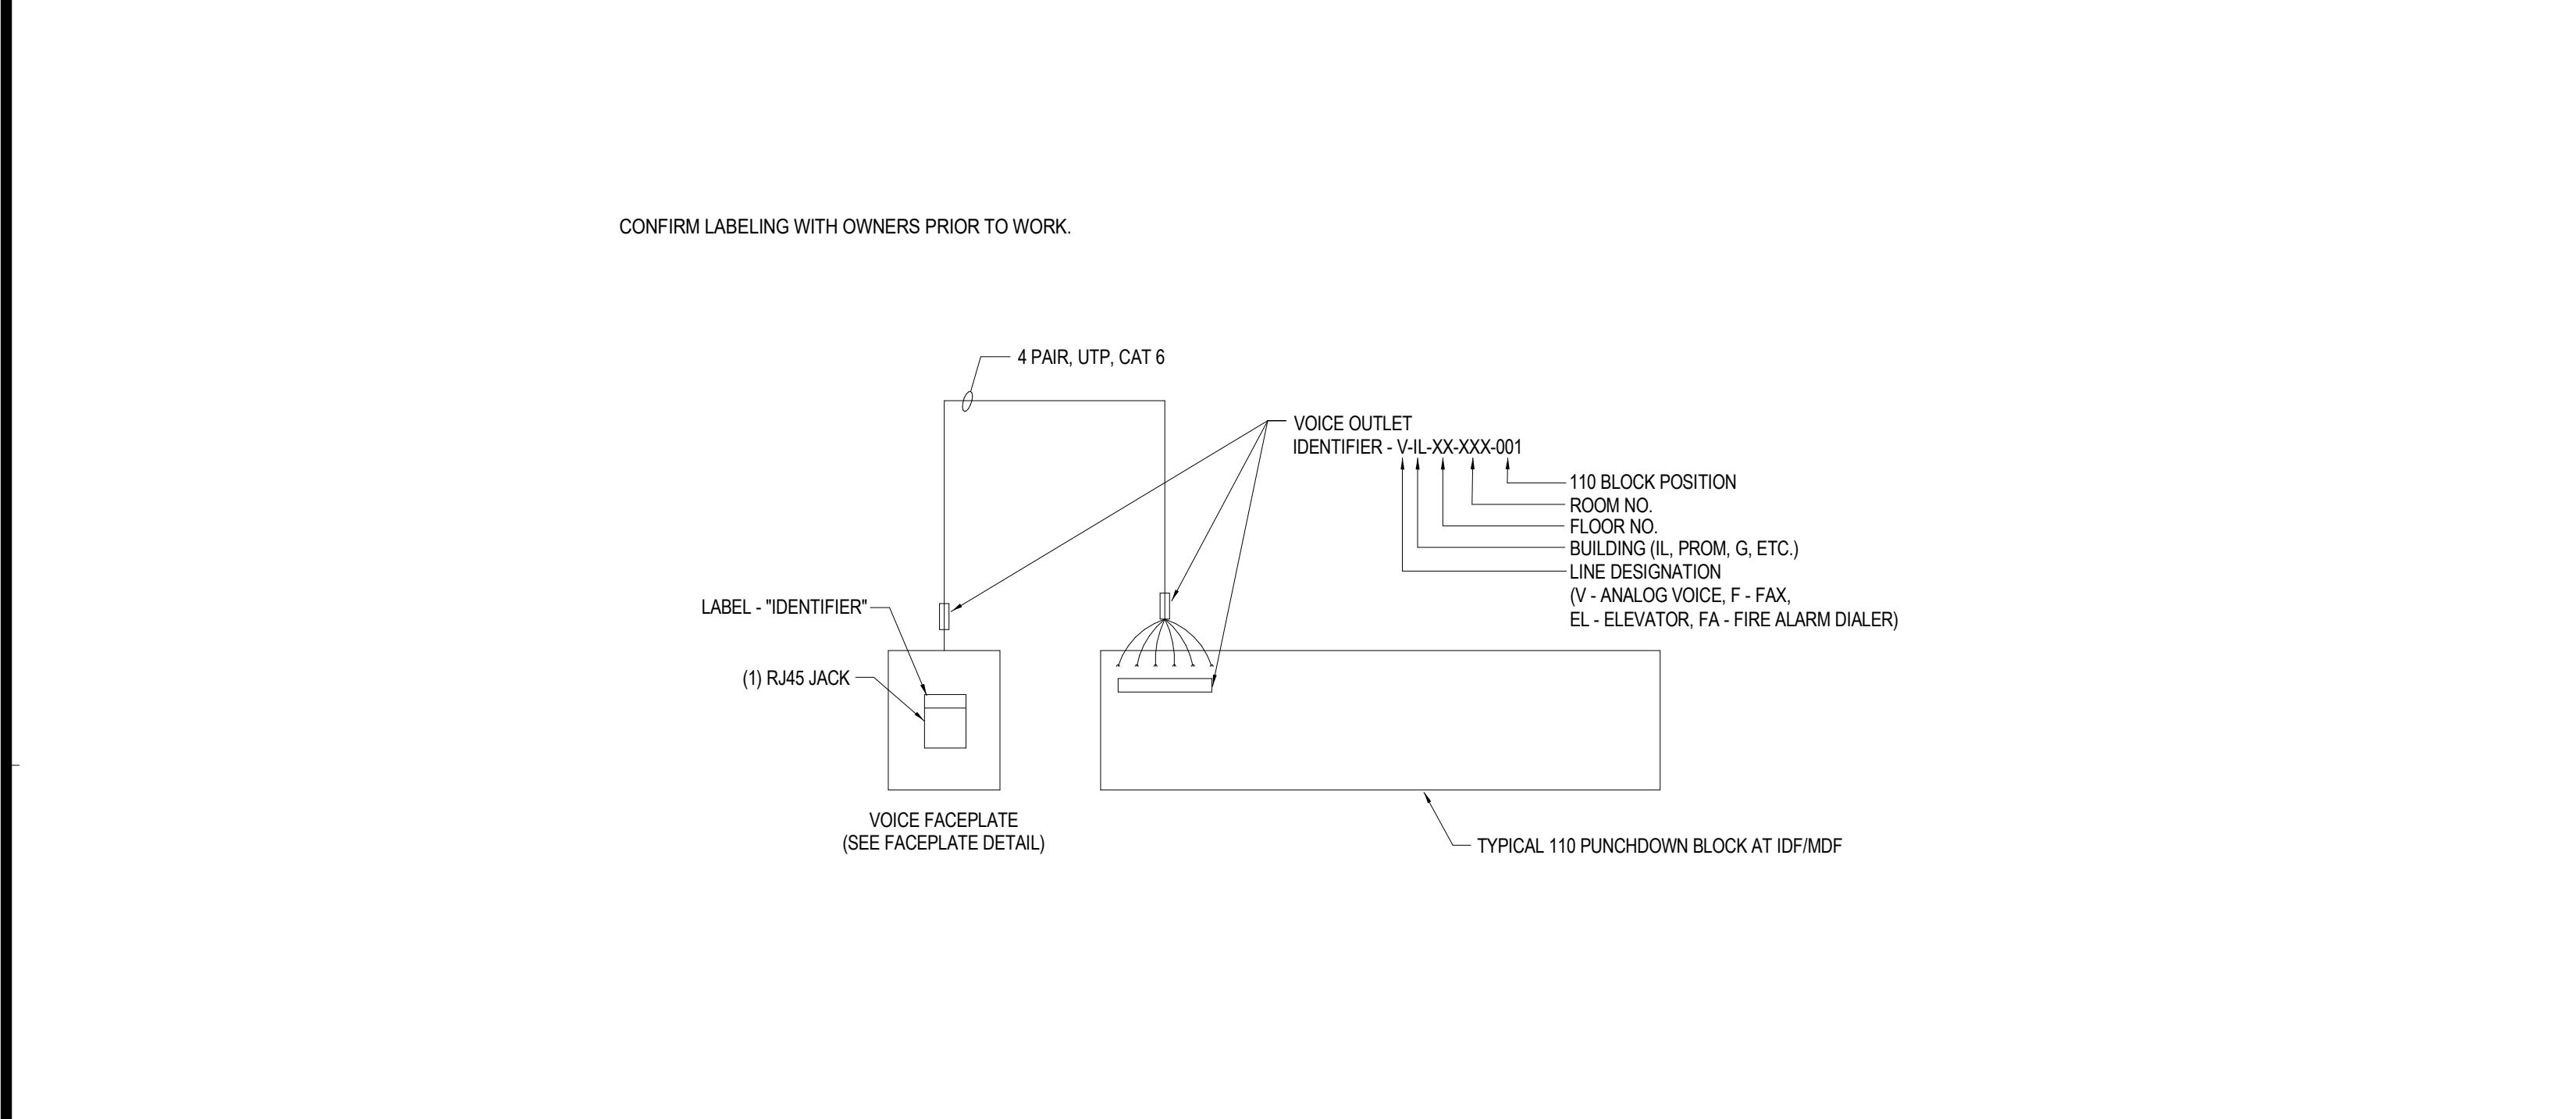 CONFIRM LABELING WITH OWNERS PRIOR TO WORK.
4 PAIR, UTP, CAT 6
VOICE OUTLET
IDENTIFIER - V-IL-XX-XXX-001
110 BLOCK POSITION
ROOM NO.
FLOOR NO.
BUILDING (IL, PROM, G, ETC.)
LINE DESIGNATION
(V - ANALOG VOICE, F - FAX,
EL - ELEVATOR, FA - FIRE ALARM DIALER)
LABEL - "IDENTIFIER"
(1) RJ45 JACK
VOICE FACEPLATE
(SEE FACEPLATE DETAIL)
TYPICAL 110 PUNCHDOWN BLOCK AT IDF/MDF